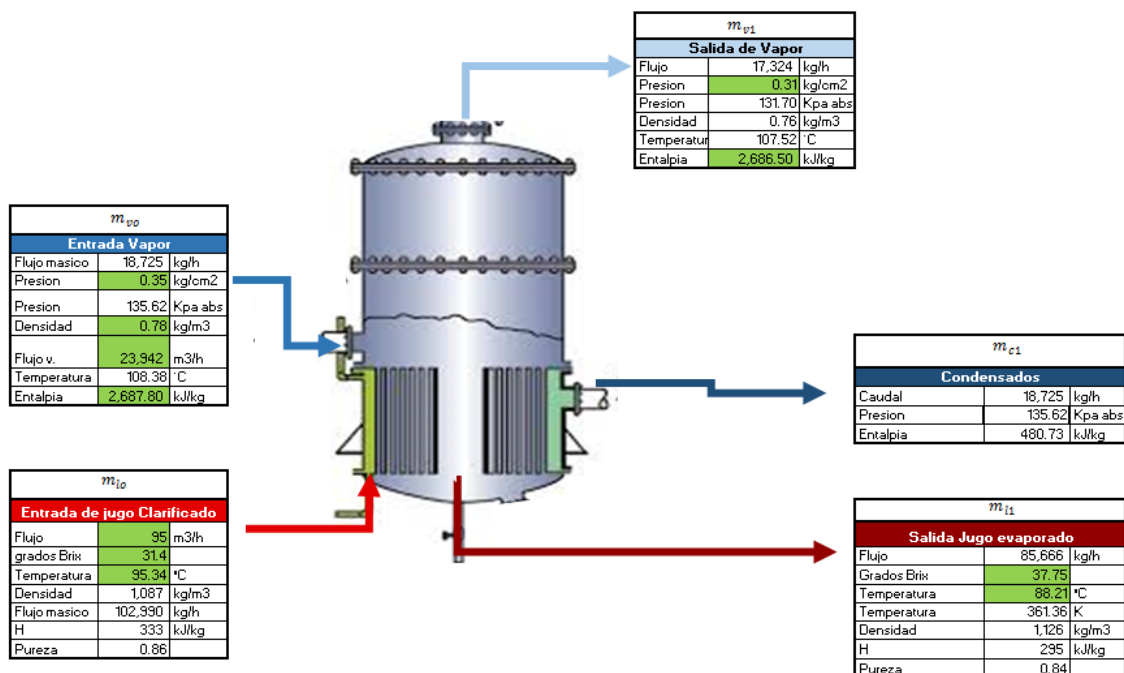 m_v1
Salida de Vapor
Flujo 17,324 kg/h
Presion 0.31 kg/cm2
Presion 131.70 Kpa abs
Densidad 0.76 kg/m3
Temperatur 107.52 °C
Entalpia 2,686.50 kJ/kg
m_vo
Entrada Vapor
Flujo masico 18,725 kg/h
Presion 0.35 kg/cm2
Presion 135.62 Kpa abs
Densidad 0.78 kg/m3
Flujo v. 23,942 m3/h
Temperatura 108.38 °C
Entalpia 2,687.80 kJ/kg
m_c1
Condensados
Caudal 18,725 kg/h
Presion 135.62 Kpa abs
Entalpia 480.73 kJ/kg
m_lo
Entrada de jugo Clarificado
Flujo 95 m3/h
grados Brix 31.4
Temperatura 95.34 °C
Densidad 1,087 kg/m3
Flujo masico 102,990 kg/h
H 333 kJ/kg
Pureza 0.86
m_l1
Salida Jugo evaporado
Flujo 85,666 kg/h
Grados Brix 37.75
Temperatura 88.21 °C
Temperatura 361.36 K
Densidad 1,126 kg/m3
H 295 kJ/kg
Pureza 0.84